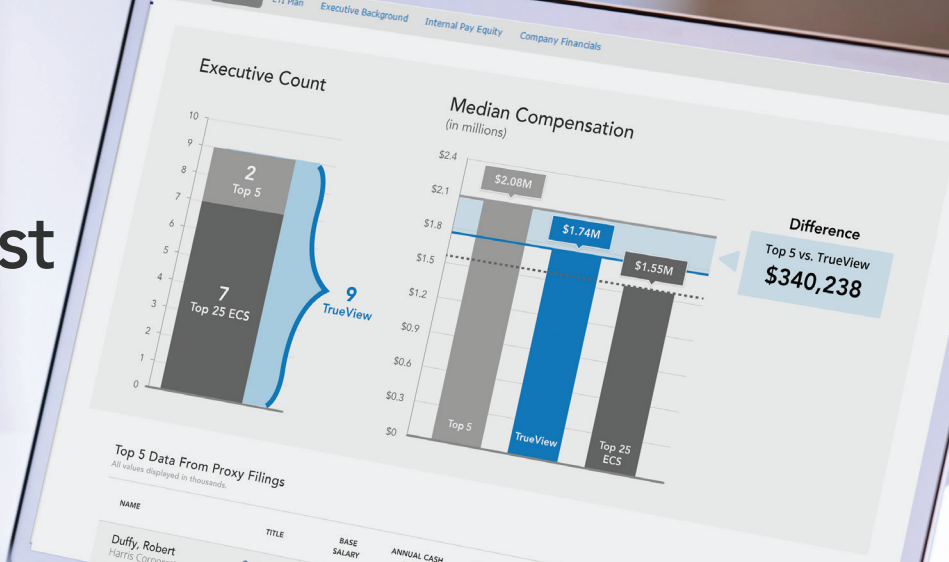 ETI Plan Executive Background Internal Pay Equity Company Financials
Executive Count
10
9
8
7
6
5
4
3
2
1
0
2
Top 5
7
Top 25 ECS
9
TrueView
Median Compensation
(in millions)
$2.4
$2.1
$1.8
$1.5
$1.2
$0.9
$0.6
$0.3
$0
$2.08M
$1.74M
$1.55M
Top 5
TrueView
Top 25
ECS
Difference
Top 5 vs. TrueView
$340,238
st
Top 5 Data From Proxy Filings
All values displayed in thousands.
NAME
TITLE
BASE
SALARY
ANNUAL CASH
Duffy, Robert
Harris